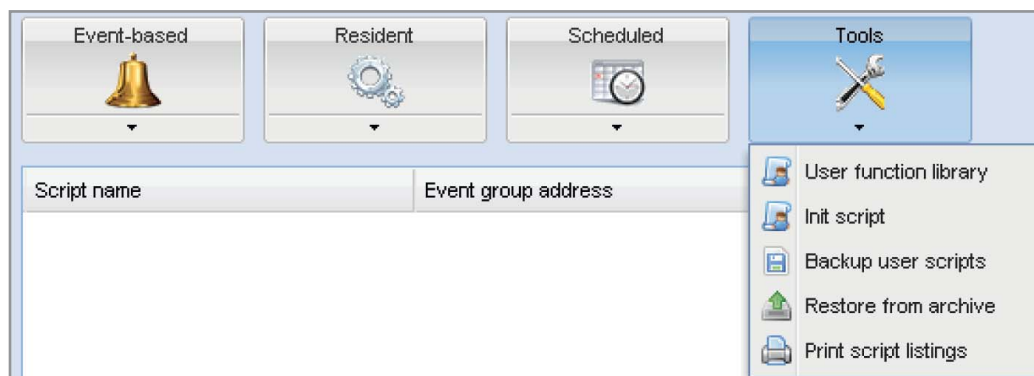 Event-based
Resident
Scheduled
Tools
Script name
Event group address
User function library
Init script
Backup user scripts
Restore from archive
Print script listings